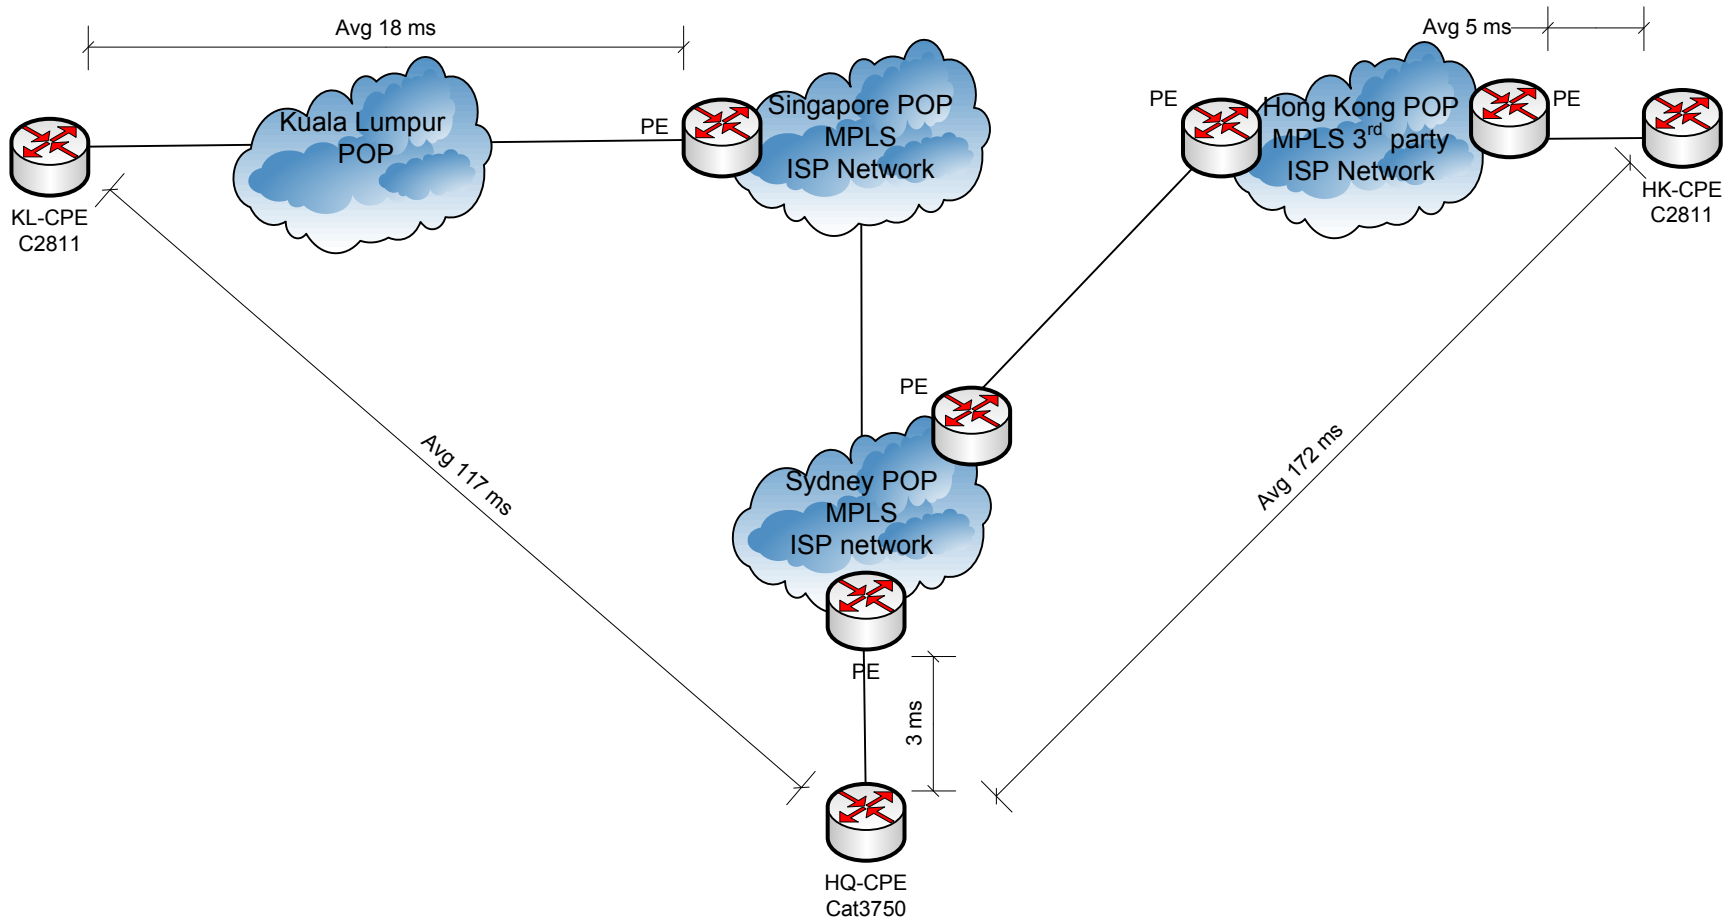 Avg 18 ms
Avg 5 ms
Kuala Lumpur
POP
PE
Singapore POP
MPLS
ISP Network
PE
Hong Kong POP
MPLS 3rd party
ISP Network
PE
KL-CPE
C2811
HK-CPE
C2811
PE
Avg 117 ms
Avg 172 ms
Sydney POP
MPLS
ISP network
PE
3 ms
HQ-CPE
Cat3750